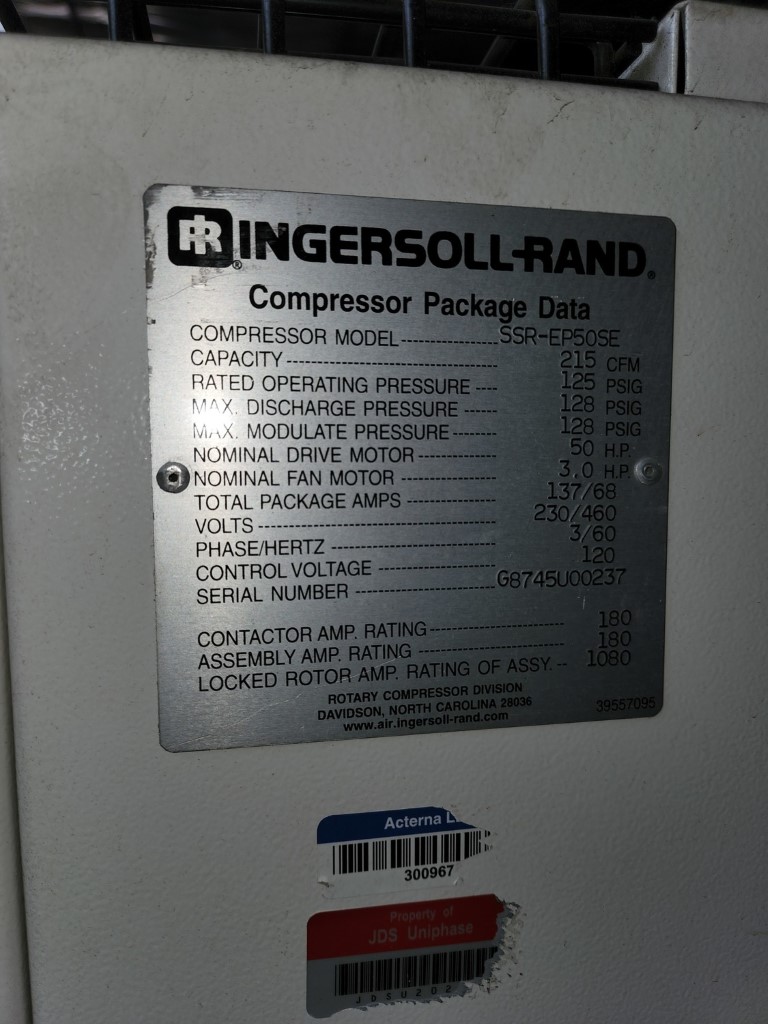 IR INGERSOLL-RAND®
Compressor Package Data
COMPRESSOR MODEL SSR-EP50SE
CAPACITY 215 CFM
RATED OPERATING PRESSURE 125 PSIG
MAX. DISCHARGE PRESSURE 128 PSIG
MAX. MODULATE PRESSURE 128 PSIG
NOMINAL DRIVE MOTOR 50 H.P.
NOMINAL FAN MOTOR 3.0 H.P.
TOTAL PACKAGE AMPS 137/68
VOLTS 230/460
PHASE/HERTZ 3/60
CONTROL VOLTAGE 120
SERIAL NUMBER G8745U00237
CONTACTOR AMP. RATING 180
ASSEMBLY AMP. RATING 180
LOCKED ROTOR AMP. RATING OF ASSY. 1080
ROTARY COMPRESSOR DIVISION
DAVIDSON, NORTH CAROLINA 28036
www.air.ingersoll-rand.com 39557095
Acterna
300967
Property of
JDS Uniphase